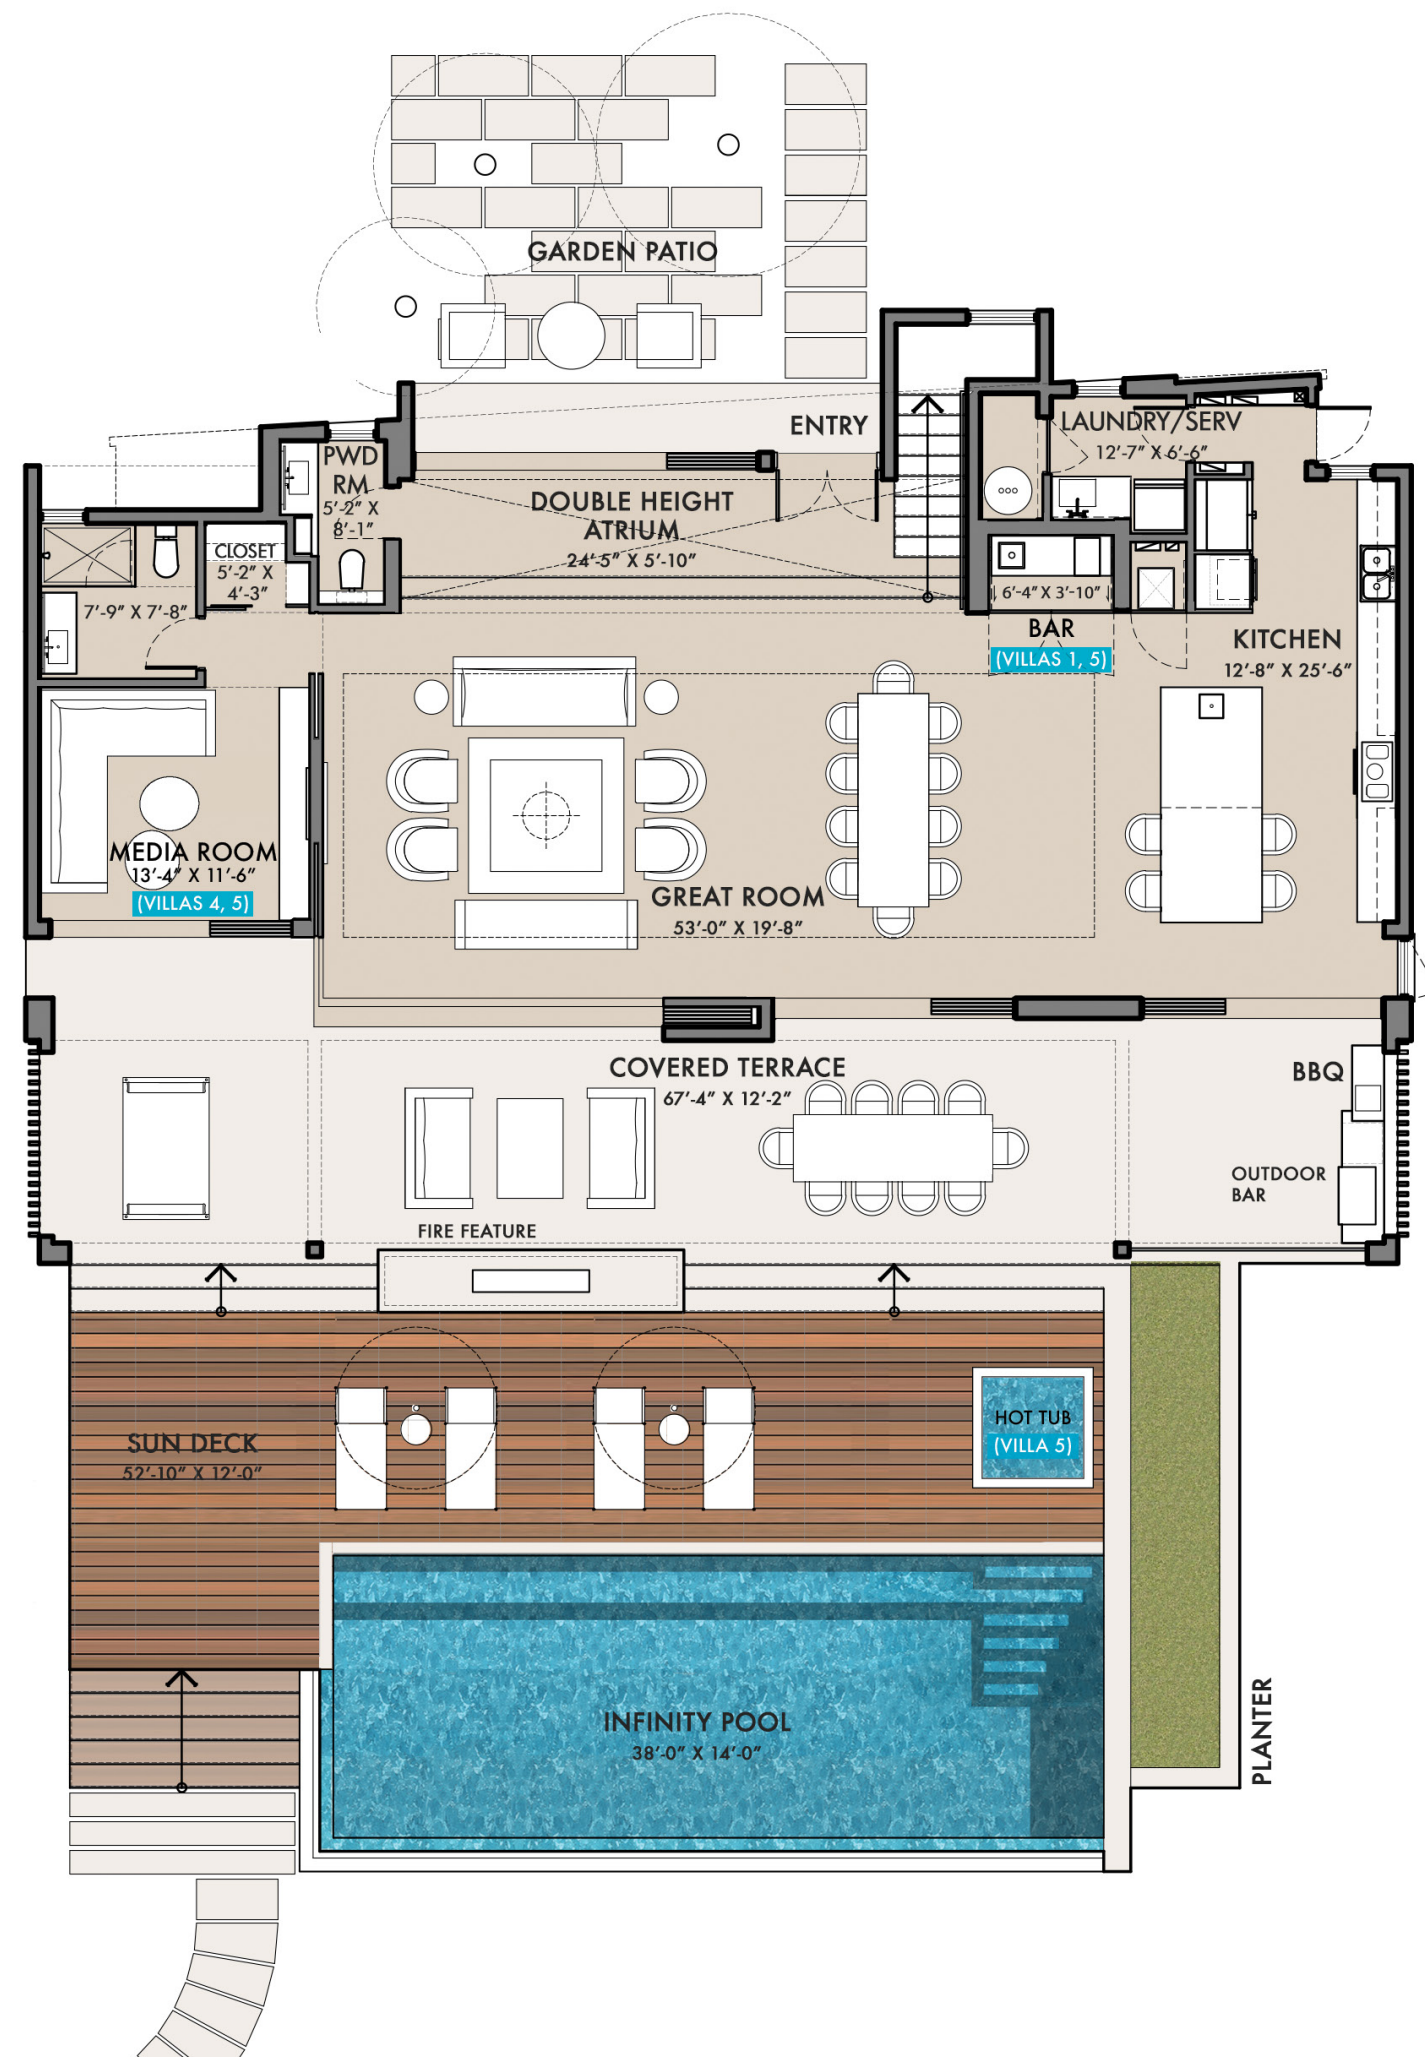 GARDEN PATIO
ENTRY
LAUNDRY/SERV
12'-7" X 6'-6"
PWD
RM
5'-2" X
8'-1"
DOUBLE HEIGHT
ATRIUM
24'-5" X 5'-10"
CLOSET
5'-2" X
4'-3"
7'-9" X 7'-8"
6'-4" X 3'-10"
BAR
(VILLAS 1, 5)
KITCHEN
12'-8" X 25'-6"
MEDIA ROOM
13'-4" X 11'-6"
(VILLAS 4, 5)
GREAT ROOM
53'-0" X 19'-8"
COVERED TERRACE
67'-4" X 12'-2"
BBQ
OUTDOOR
BAR
FIRE FEATURE
SUN DECK
52'-10" X 12'-0"
HOT TUB
(VILLA 5)
INFINITY POOL
38'-0" X 14'-0"
PLANTER